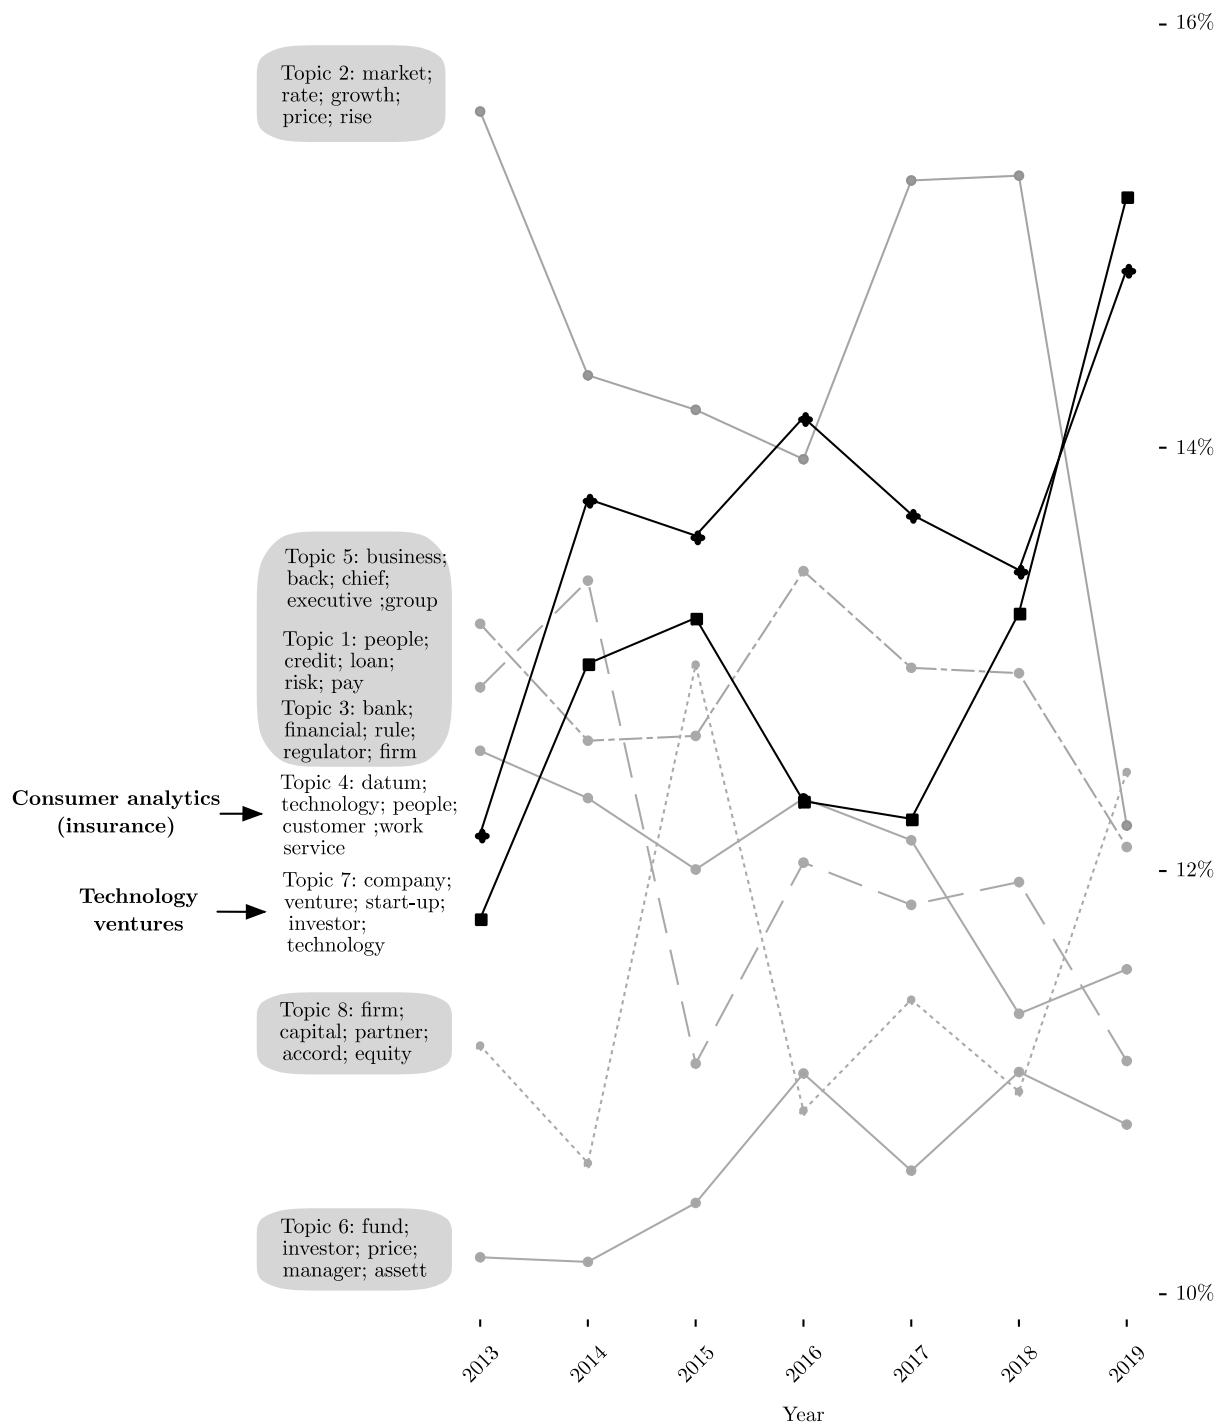 - 16%
Topic 2: market;
rate; growth;
price; rise
- 14%
Topic 5: business;
back; chief;
executive ;group
Topic 1: people;
credit; loan;
risk; pay
Topic 3: bank;
financial; rule;
regulator; firm
Consumer analytics
(insurance)
Topic 4: datum;
technology; people;
customer ;work
service
- 12%
Technology
ventures
Topic 7: company;
venture; start-up;
investor;
technology
Topic 8: firm;
capital; partner;
accord; equity
Topic 6: fund;
investor; price;
manager; assett
- 10%
2013
2014
2015
2016
2017
2018
2019
Year